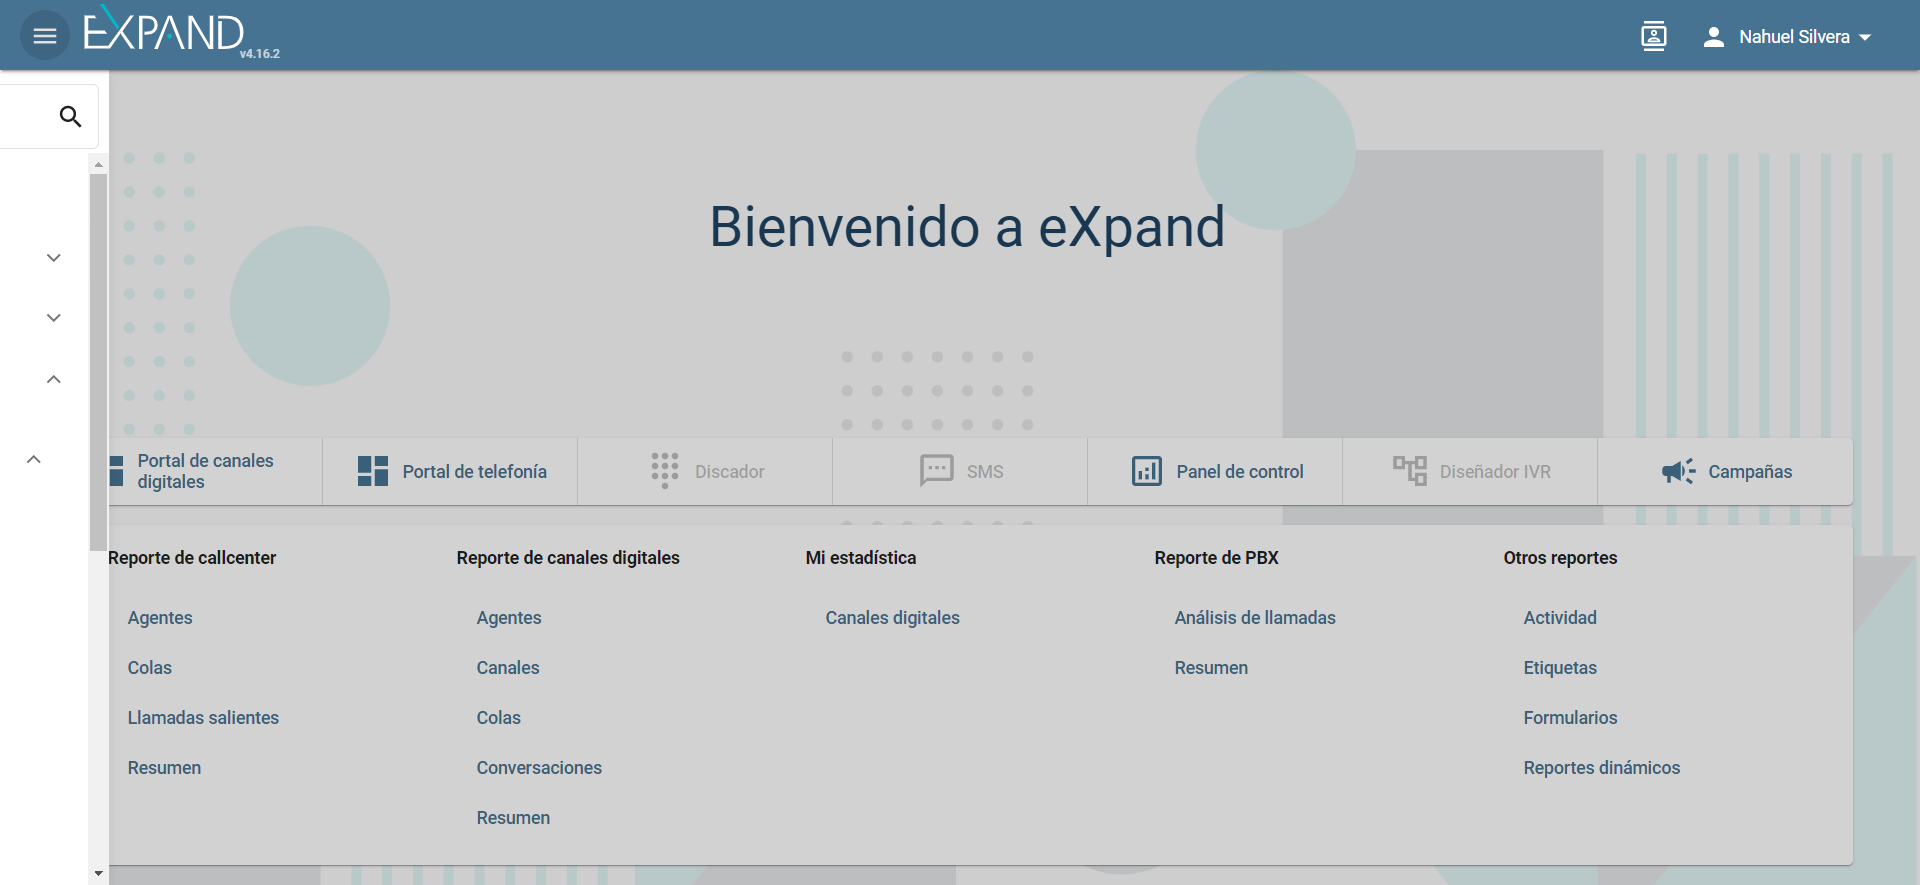 EXPAND
v4.16.2
Nahuel Silvera
Bienvenido a eXpand
Portal de canales
digitales
Portal de telefonía
Discador
SMS
Panel de control
Diseñador IVR
Campañas
Reporte de callcenter
Agentes
Colas
Llamadas salientes
Resumen
Reporte de canales digitales
Agentes
Canales
Colas
Conversaciones
Resumen
Mi estadística
Canales digitales
Reporte de PBX
Análisis de llamadas
Resumen
Otros reportes
Actividad
Etiquetas
Formularios
Reportes dinámicos